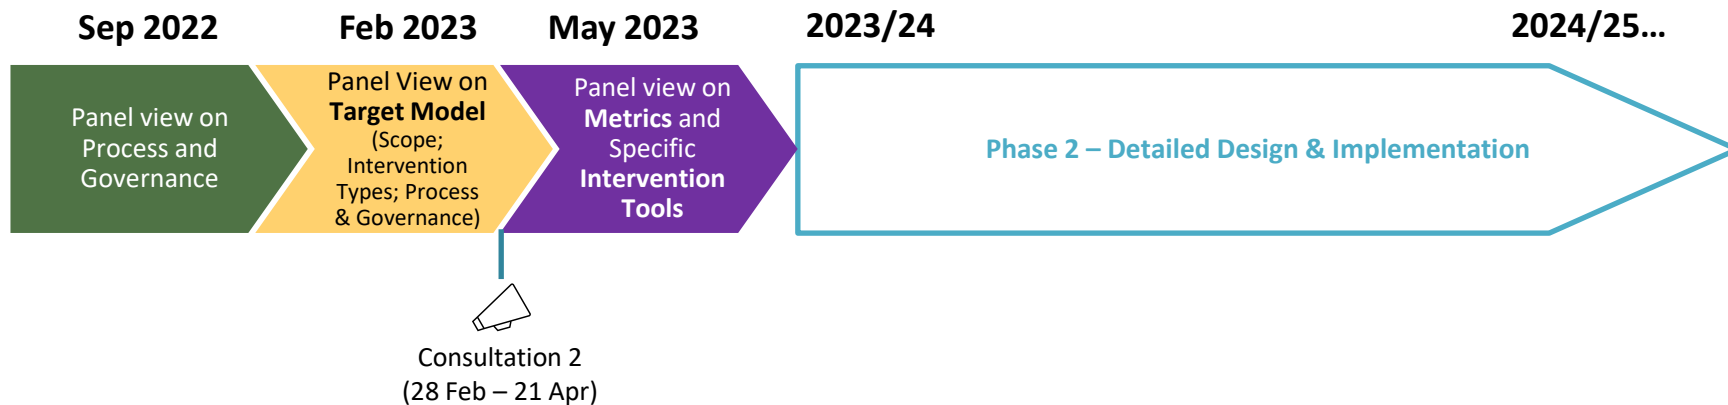 Sep 2022
Feb 2023
May 2023
2023/24
2024/25...
Panel view on
Process and
Governance
Panel View on
Target Model
(Scope;
Intervention
Types; Process
& Governance)
Panel view on
Metrics and
Specific
Intervention
Tools
Phase 2 – Detailed Design & Implementation
Consultation 2
(28 Feb – 21 Apr)